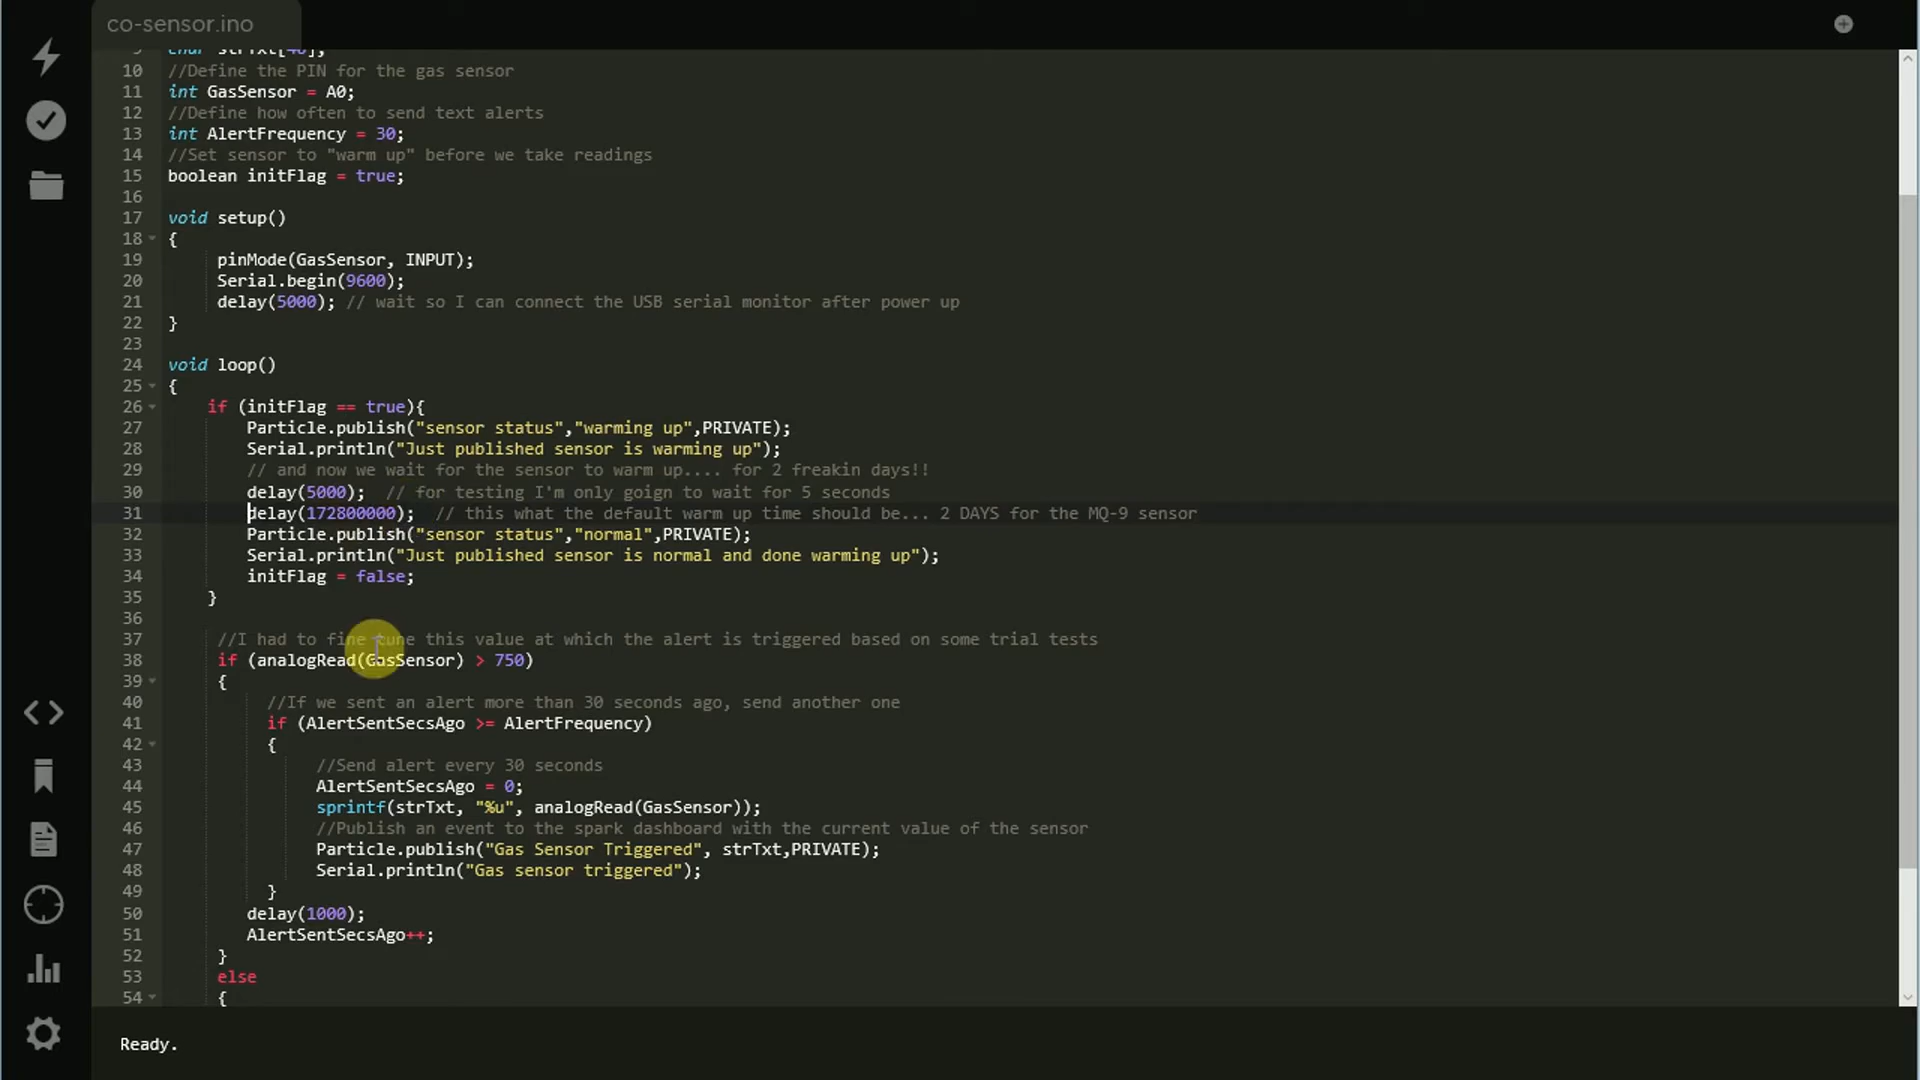 co-sensor.ino
9 char strTxt[40];
10 //Define the PIN for the gas sensor
11 int GasSensor = A0;
12 //Define how often to send text alerts
13 int AlertFrequency = 30;
14 //Set sensor to "warm up" before we take readings
15 boolean initFlag = true;
16
17 void setup()
18 {
19 pinMode(GasSensor, INPUT);
20 Serial.begin(9600);
21 delay(5000); // wait so I can connect the USB serial monitor after power up
22 }
23
24 void loop()
25 {
26 if (initFlag == true){
27 Particle.publish("sensor status","warming up",PRIVATE);
28 Serial.println("Just published sensor is warming up");
29 // and now we wait for the sensor to warm up.... for 2 freakin days!!
30 delay(5000); // for testing I'm only goign to wait for 5 seconds
31 delay(172800000); // this what the default warm up time should be... 2 DAYS for the MQ-9 sensor
32 Particle.publish("sensor status","normal",PRIVATE);
33 Serial.println("Just published sensor is normal and done warming up");
34 initFlag = false;
35 }
36
37 //I had to fine tune this value at which the alert is triggered based on some trial tests
38 if (analogRead(GasSensor) > 750)
39 {
40 //If we sent an alert more than 30 seconds ago, send another one
41 if (AlertSentSecsAgo >= AlertFrequency)
42 {
43 //Send alert every 30 seconds
44 AlertSentSecsAgo = 0;
45 sprintf(strTxt, "%u", analogRead(GasSensor));
46 //Publish an event to the spark dashboard with the current value of the sensor
47 Particle.publish("Gas Sensor Triggered", strTxt,PRIVATE);
48 Serial.println("Gas sensor triggered");
49 }
50 delay(1000);
51 AlertSentSecsAgo++;
52 }
53 else
54 {
Ready.